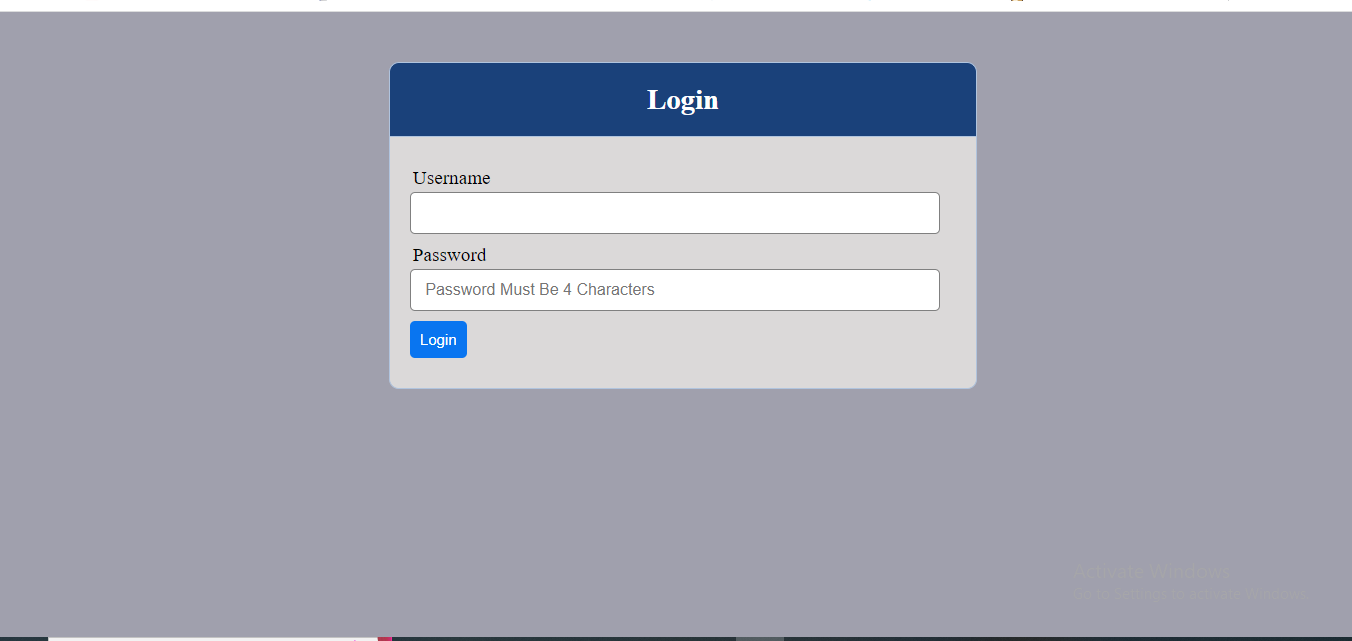 Login
Username
Password
Password Must Be 4 Characters
Login
Activate Windows
Go to Settings to activate Windows.